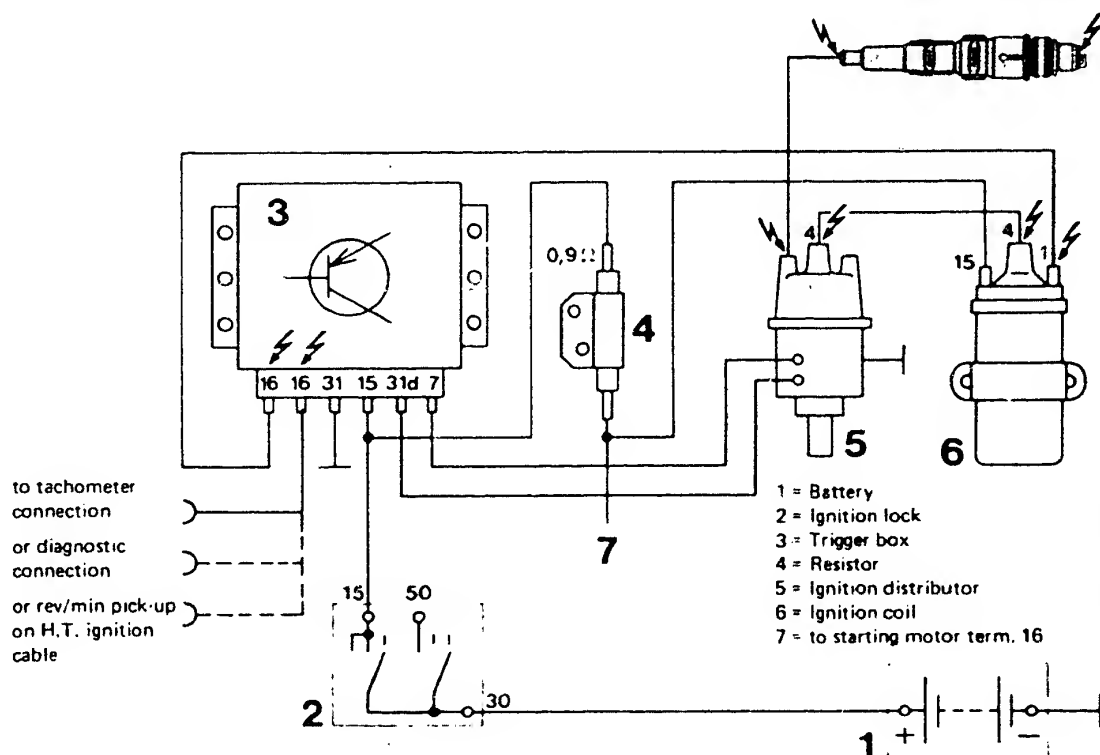 3
16 16 31 15 31d 7
0,9Ω
4
4
5
15
4
1
6
to tachometer
connection
or diagnostic
connection
or rev/min pick-up
on H.T. ignition
cable
7
15 50
30
2
1 = Battery
2 = Ignition lock
3 = Trigger box
4 = Resistor
5 = Ignition distributor
6 = Ignition coil
7 = to starting motor term. 16
1
+ −